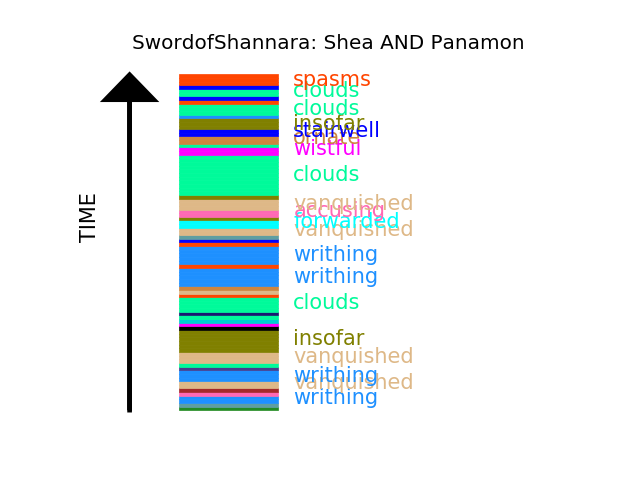 SwordofShannara: Shea AND Panamon
spasms
clouds
clouds
insofar
stairwell
ornate
wistful
clouds
vanquished
accusing
forwarded
vanquished
writhing
writhing
clouds
insofar
vanquished
writhing
vanquished
writhing
TIME